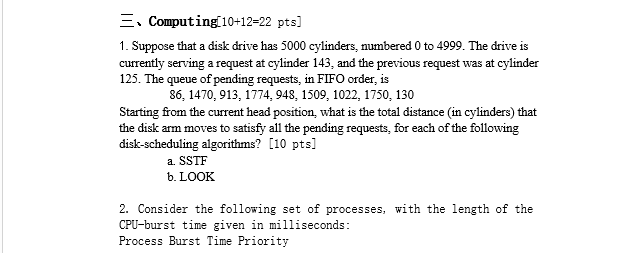 三、Computing[10+12=22 pts]
1. Suppose that a disk drive has 5000 cylinders, numbered 0 to 4999. The drive is
currently serving a request at cylinder 143, and the previous request was at cylinder
125. The queue of pending requests, in FIFO order, is
86, 1470, 913, 1774, 948, 1509, 1022, 1750, 130
Starting from the current head position, what is the total distance (in cylinders) that
the disk arm moves to satisfy all the pending requests, for each of the following
disk-scheduling algorithms? [10 pts]
a. SSTF
b. LOOK
2. Consider the following set of processes, with the length of the
CPU-burst time given in milliseconds:
Process Burst Time Priority